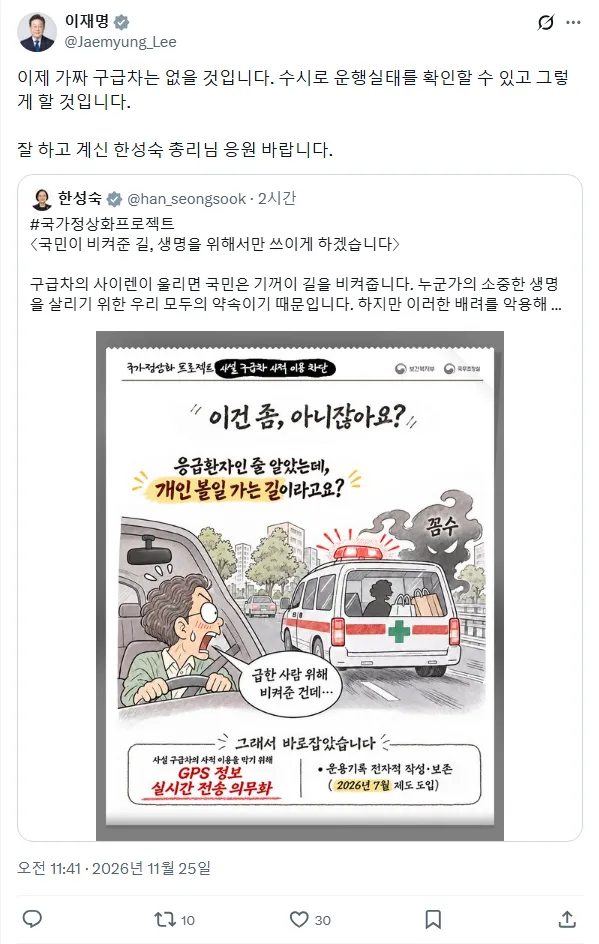 이재명
@Jaemyung_Lee
이제 가짜 구급차는 없을 것입니다. 수시로 운행실태를 확인할 수 있고 그렇
게 할 것입니다.
잘 하고 계신 한성숙 총리님 응원 바랍니다.
한성숙 @han_seongsook · 2시간
#국가정상화프로젝트
〈국민이 비켜준 길, 생명을 위해서만 쓰이게 하겠습니다〉
구급차의 사이렌이 울리면 국민은 기꺼이 길을 비켜줍니다. 누군가의 소중한 생명
을 살리기 위한 우리 모두의 약속이기 때문입니다. 하지만 이러한 배려를 악용해 ...
국가정상화 프로젝트 사설 구급차 사적 이용 차단
보건복지부 국무조정실
"이건 좀, 아니잖아요?"
응급환자인 줄 알았는데,
개인 볼일 가는 길이라고요?
꼼수
급한 사람 위해
비켜준 건데…
그래서 바로잡았습니다
사설 구급차의 사적 이용을 막기 위해
GPS 정보
실시간 전송 의무화
• 운용기록 전자적 작성·보존
(2026년 7월 제도 도입)
오전 11:41 · 2026년 11월 25일
10
30